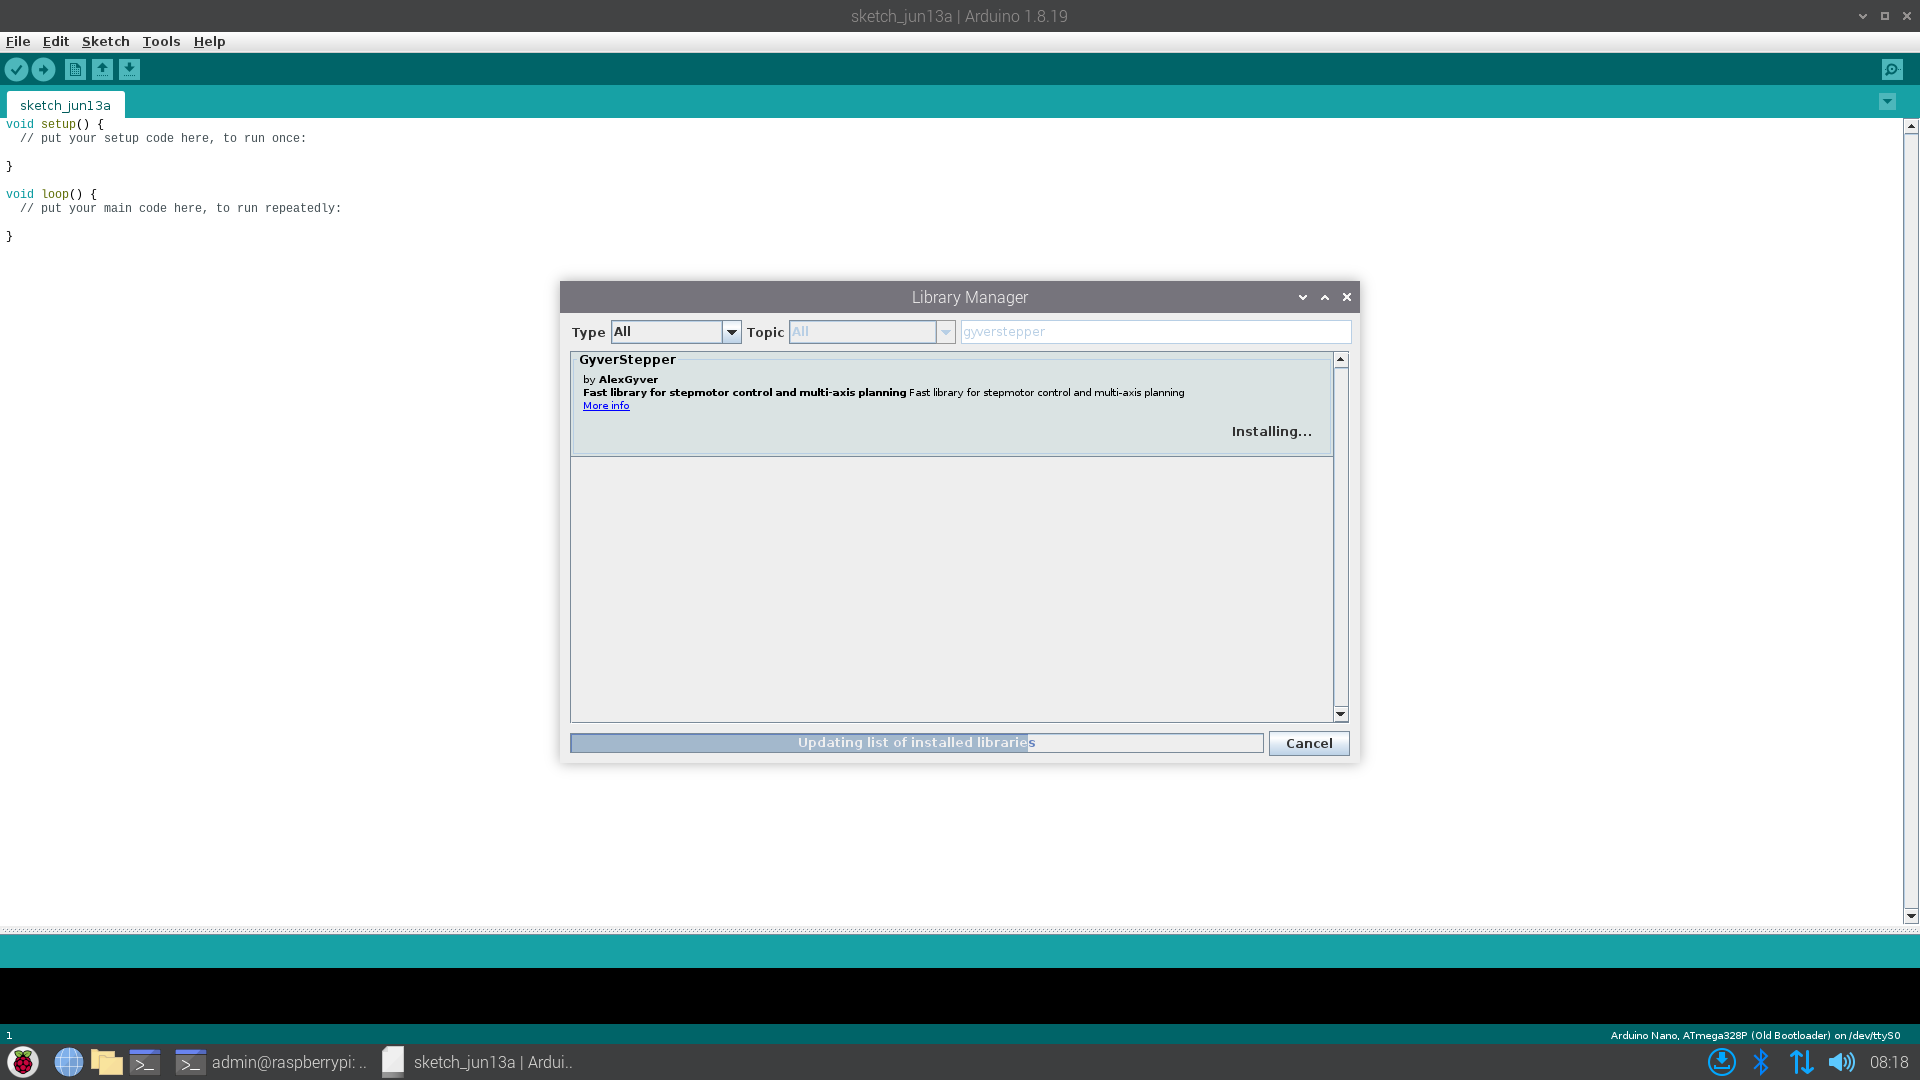 sketch_jun13a | Arduino 1.8.19
File Edit Sketch Tools Help
sketch_jun13a
void setup() {
  // put your setup code here, to run once:
}
void loop() {
  // put your main code here, to run repeatedly:
}
Library Manager
Type All Topic All gyverstepper
GyverStepper
by AlexGyver
Fast library for stepmotor control and multi-axis planning Fast library for stepmotor control and multi-axis planning
More info
Installing...
Updating list of installed libraries Cancel
1 Arduino Nano, ATmega328P (Old Bootloader) on /dev/ttyS0
admin@raspberrypi: .. sketch_jun13a | Ardui.. 08:18